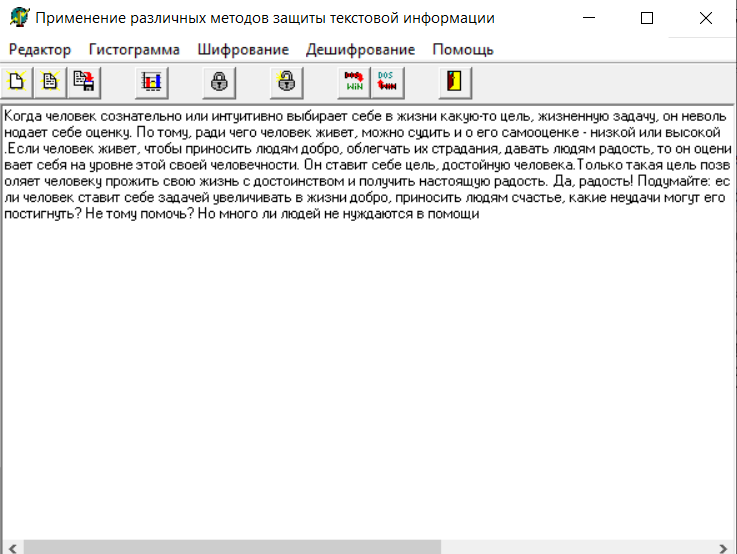 Применение различных методов защиты текстовой информации
Редактор Гистограмма Шифрование Дешифрование Помощь
DOS WIN DOS WIN
Когда человек сознательно или интуитивно выбирает себе в жизни какую-то цель, жизненную задачу, он неволь
нодает себе оценку. По тому, ради чего человек живет, можно судить и о его самооценке - низкой или высокой
.Если человек живет, чтобы приносить людям добро, облегчать их страдания, давать людям радость, то он оцени
вает себя на уровне этой своей человечности. Он ставит себе цель, достойную человека.Только такая цель позв
оляет человеку прожить свою жизнь с достоинством и получить настоящую радость. Да, радость! Подумайте: ес
ли человек ставит себе задачей увеличивать в жизни добро, приносить людям счастье, какие неудачи могут его
постигнуть? Не тому помочь? Но много ли людей не нуждаются в помощи